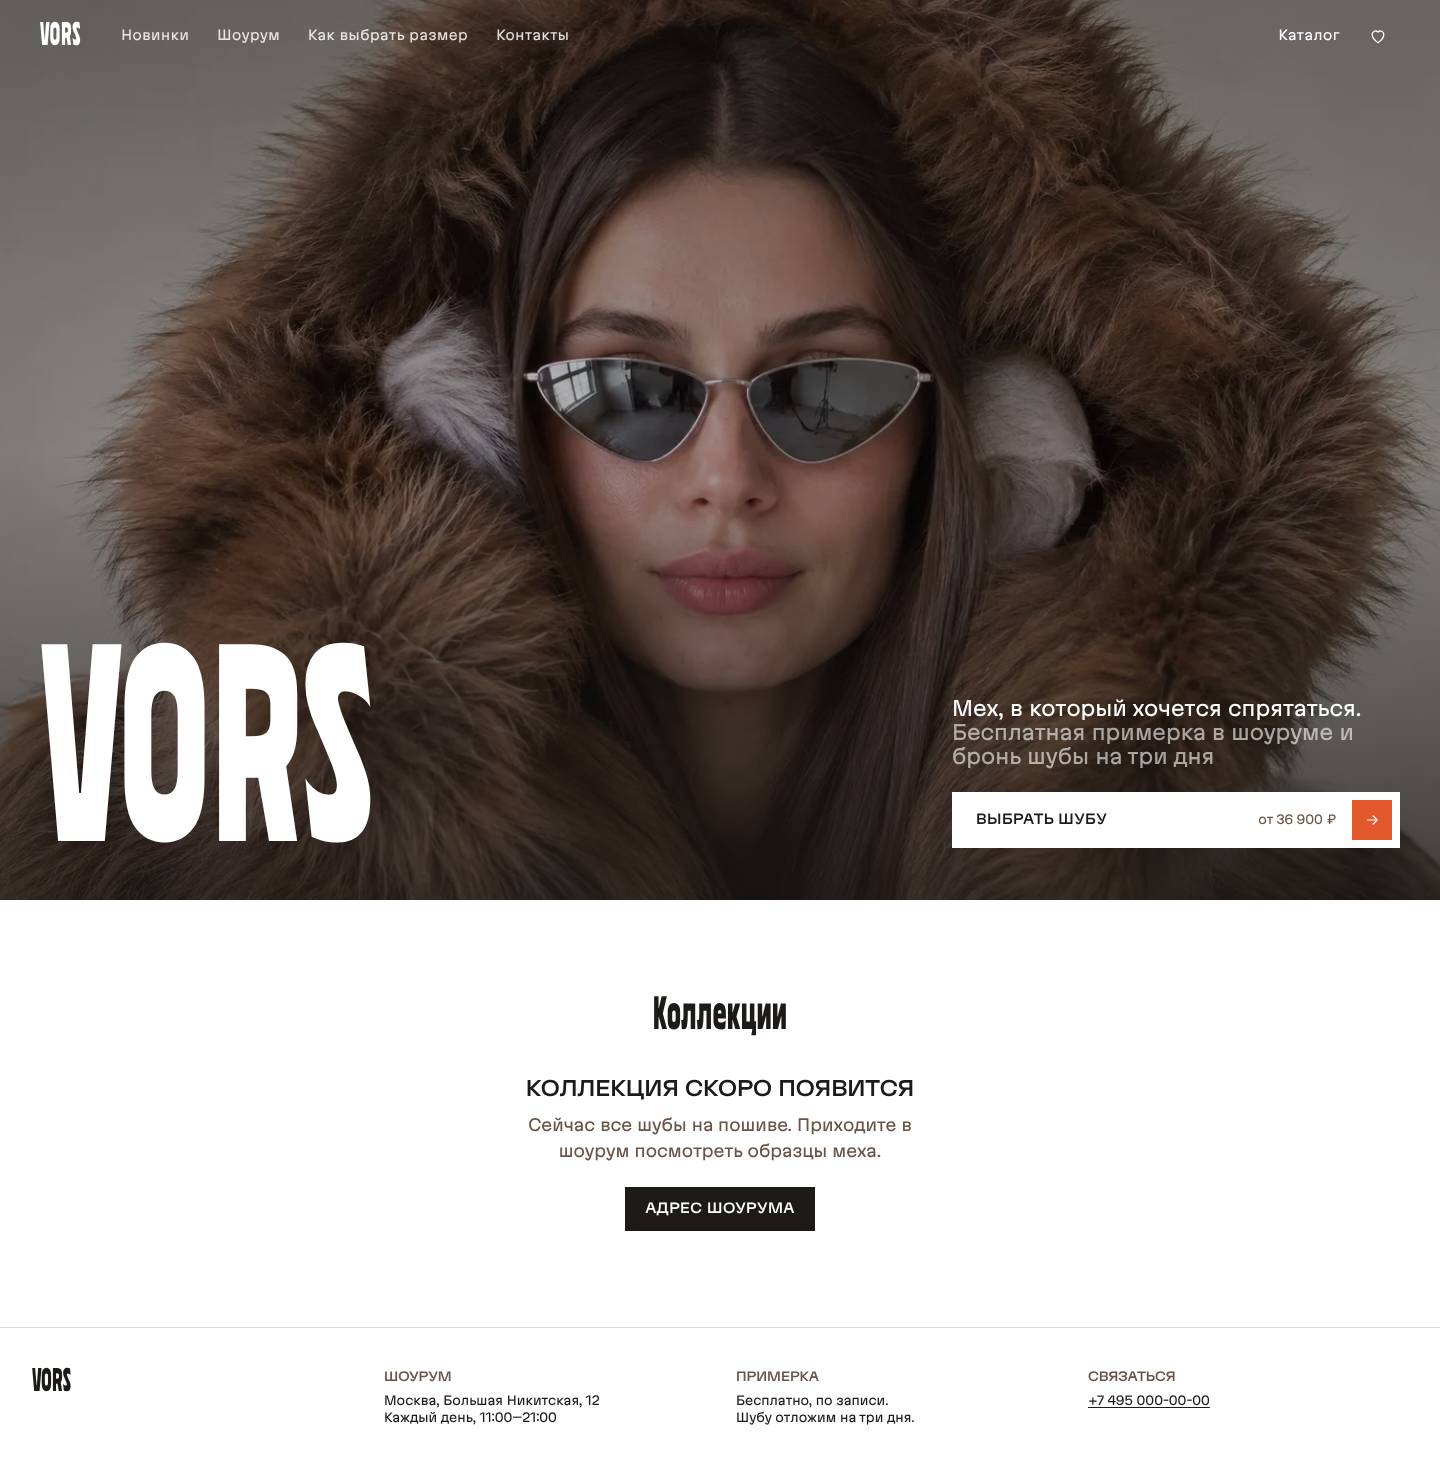 VORS
Новинки
Шоурум
Как выбрать размер
Контакты
Каталог
VORS
Мех, в который хочется спрятаться.
Бесплатная примерка в шоуруме и
бронь шубы на три дня
ВЫБРАТЬ ШУБУ
от 36 900 ₽
Коллекции
КОЛЛЕКЦИЯ СКОРО ПОЯВИТСЯ
Сейчас все шубы на пошиве. Приходите в
шоурум посмотреть образцы меха.
АДРЕС ШОУРУМА
VORS
ШОУРУМ
Москва, Большая Никитская, 12
Каждый день, 11:00—21:00
ПРИМЕРКА
Бесплатно, по записи.
Шубу отложим на три дня.
СВЯЗАТЬСЯ
+7 495 000-00-00